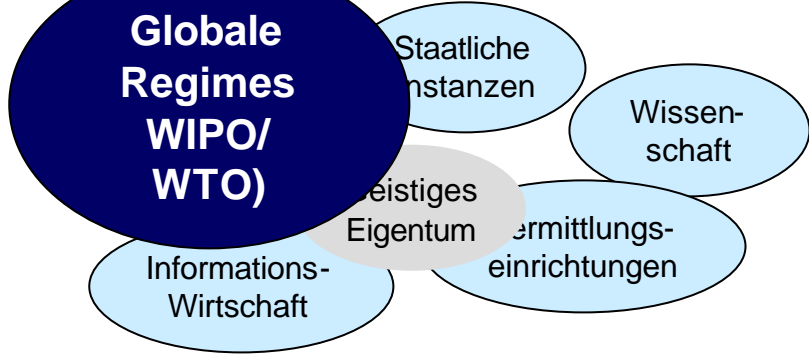 Globale
Regimes
WIPO/
WTO)
Staatliche
nstanzen
Wissen-
schaft
eistiges
Eigentum
ermittlungs-
einrichtungen
Informations-
Wirtschaft